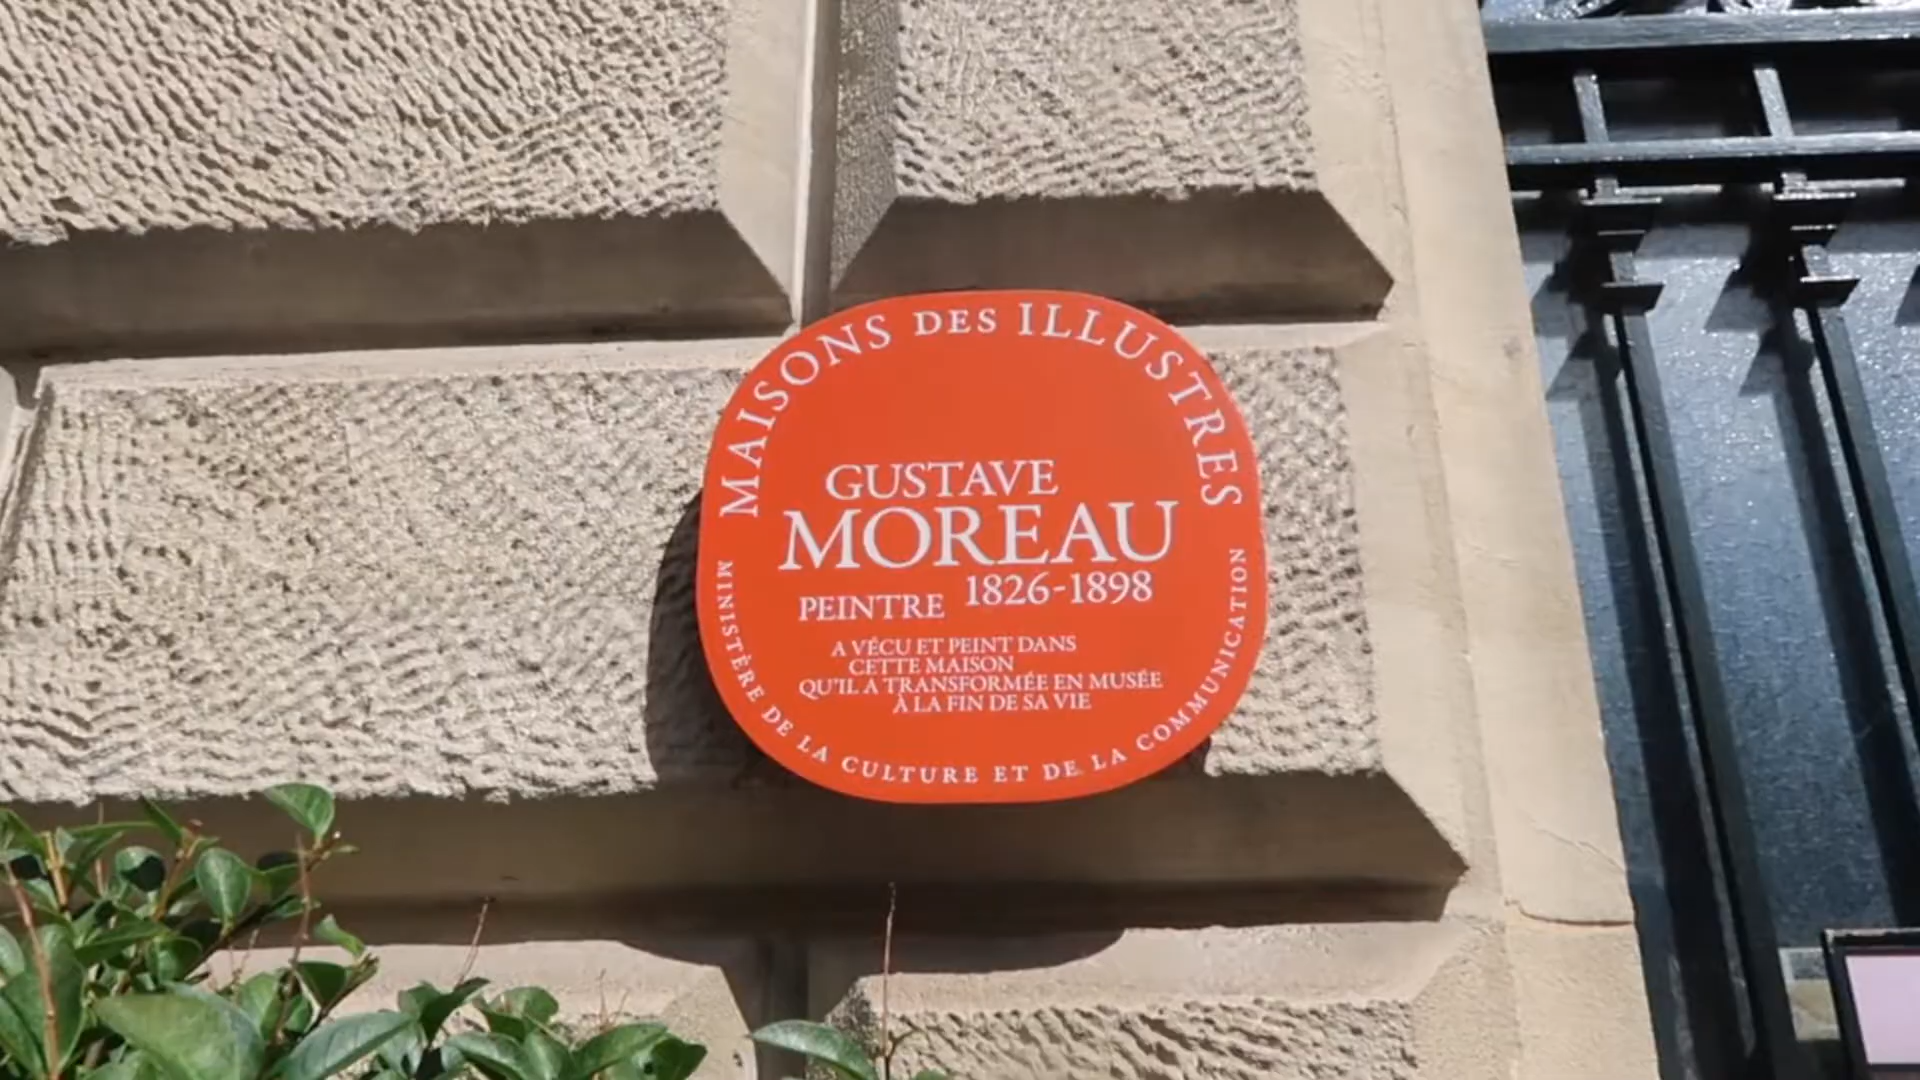 MAISONS DES ILLUSTRES
GUSTAVE
MOREAU
PEINTRE 1826-1898
A VÉCU ET PEINT DANS
CETTE MAISON
QU'IL A TRANSFORMÉE EN MUSÉE
À LA FIN DE SA VIE
MINISTÈRE DE LA CULTURE ET DE LA COMMUNICATION